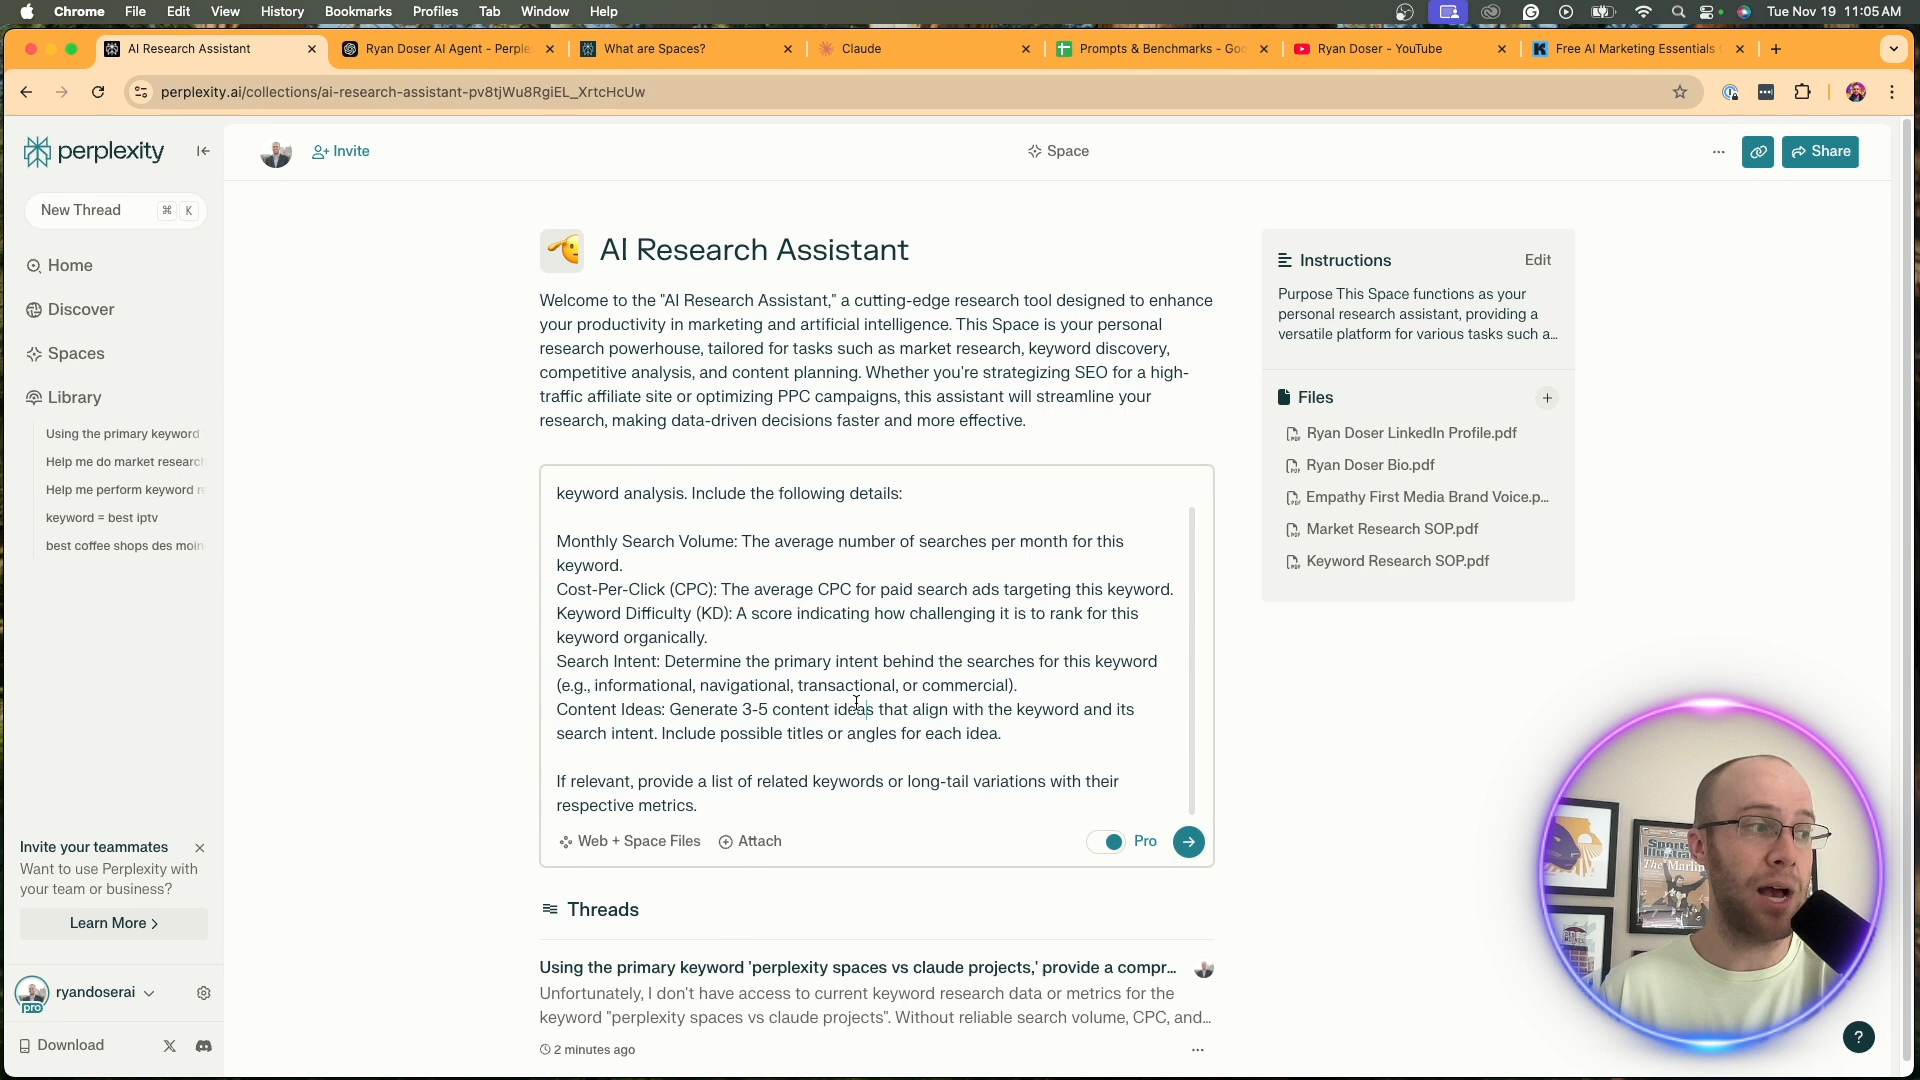 Chrome File Edit View History Bookmarks Profiles Tab Window Help Tue Nov 19 11:05 AM
AI Research Assistant
Ryan Doser AI Agent - Perple
What are Spaces?
Claude
Prompts & Benchmarks - Goo
Ryan Doser - YouTube
Free AI Marketing Essentials
perplexity.ai/collections/ai-research-assistant-pv8tjWu8RgiEL_XrtcHcUw
perplexity
New Thread ⌘ K
Home
Discover
Spaces
Library
Using the primary keyword
Help me do market research
Help me perform keyword re
keyword = best iptv
best coffee shops des moin
Invite your teammates
Want to use Perplexity with
your team or business?
Learn More >
ryandoserai
pro
Download
Invite
Space
Share
AI Research Assistant
Welcome to the "AI Research Assistant," a cutting-edge research tool designed to enhance
your productivity in marketing and artificial intelligence. This Space is your personal
research powerhouse, tailored for tasks such as market research, keyword discovery,
competitive analysis, and content planning. Whether you're strategizing SEO for a high-
traffic affiliate site or optimizing PPC campaigns, this assistant will streamline your
research, making data-driven decisions faster and more effective.
keyword analysis. Include the following details:
Monthly Search Volume: The average number of searches per month for this
keyword.
Cost-Per-Click (CPC): The average CPC for paid search ads targeting this keyword.
Keyword Difficulty (KD): A score indicating how challenging it is to rank for this
keyword organically.
Search Intent: Determine the primary intent behind the searches for this keyword
(e.g., informational, navigational, transactional, or commercial).
Content Ideas: Generate 3-5 content ideas that align with the keyword and its
search intent. Include possible titles or angles for each idea.
If relevant, provide a list of related keywords or long-tail variations with their
respective metrics.
Web + Space Files
Attach
Pro
Threads
Using the primary keyword 'perplexity spaces vs claude projects,' provide a compr...
Unfortunately, I don't have access to current keyword research data or metrics for the
keyword "perplexity spaces vs claude projects". Without reliable search volume, CPC, and...
2 minutes ago
Instructions
Edit
Purpose This Space functions as your
personal research assistant, providing a
versatile platform for various tasks such a...
Files
Ryan Doser LinkedIn Profile.pdf
Ryan Doser Bio.pdf
Empathy First Media Brand Voice.p...
Market Research SOP.pdf
Keyword Research SOP.pdf
Sports
Illustrated
The Marlin
?